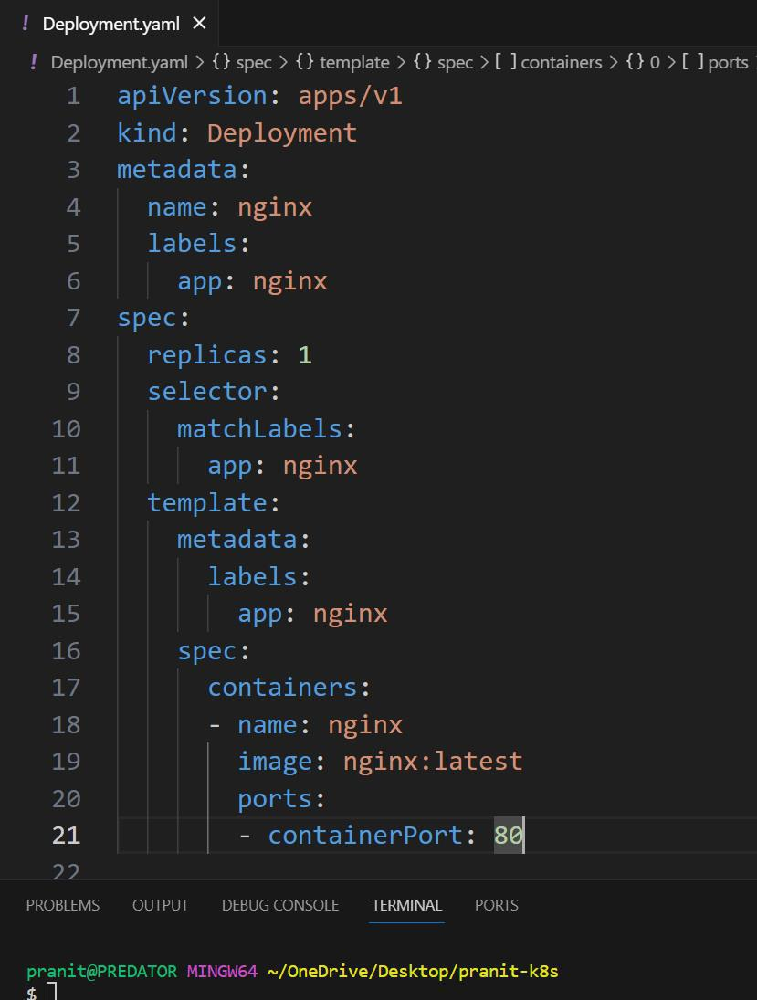 ! Deployment.yaml ×
! Deployment.yaml > {} spec > {} template > {} spec > [ ] containers > {} 0 > [ ] ports
1 apiVersion: apps/v1
2 kind: Deployment
3 metadata:
4   name: nginx
5   labels:
6     app: nginx
7 spec:
8   replicas: 1
9   selector:
10     matchLabels:
11       app: nginx
12   template:
13     metadata:
14       labels:
15         app: nginx
16     spec:
17       containers:
18       - name: nginx
19         image: nginx:latest
20         ports:
21         - containerPort: 80
22
PROBLEMS OUTPUT DEBUG CONSOLE TERMINAL PORTS
pranit@PREDATOR MINGW64 ~/OneDrive/Desktop/pranit-k8s
$